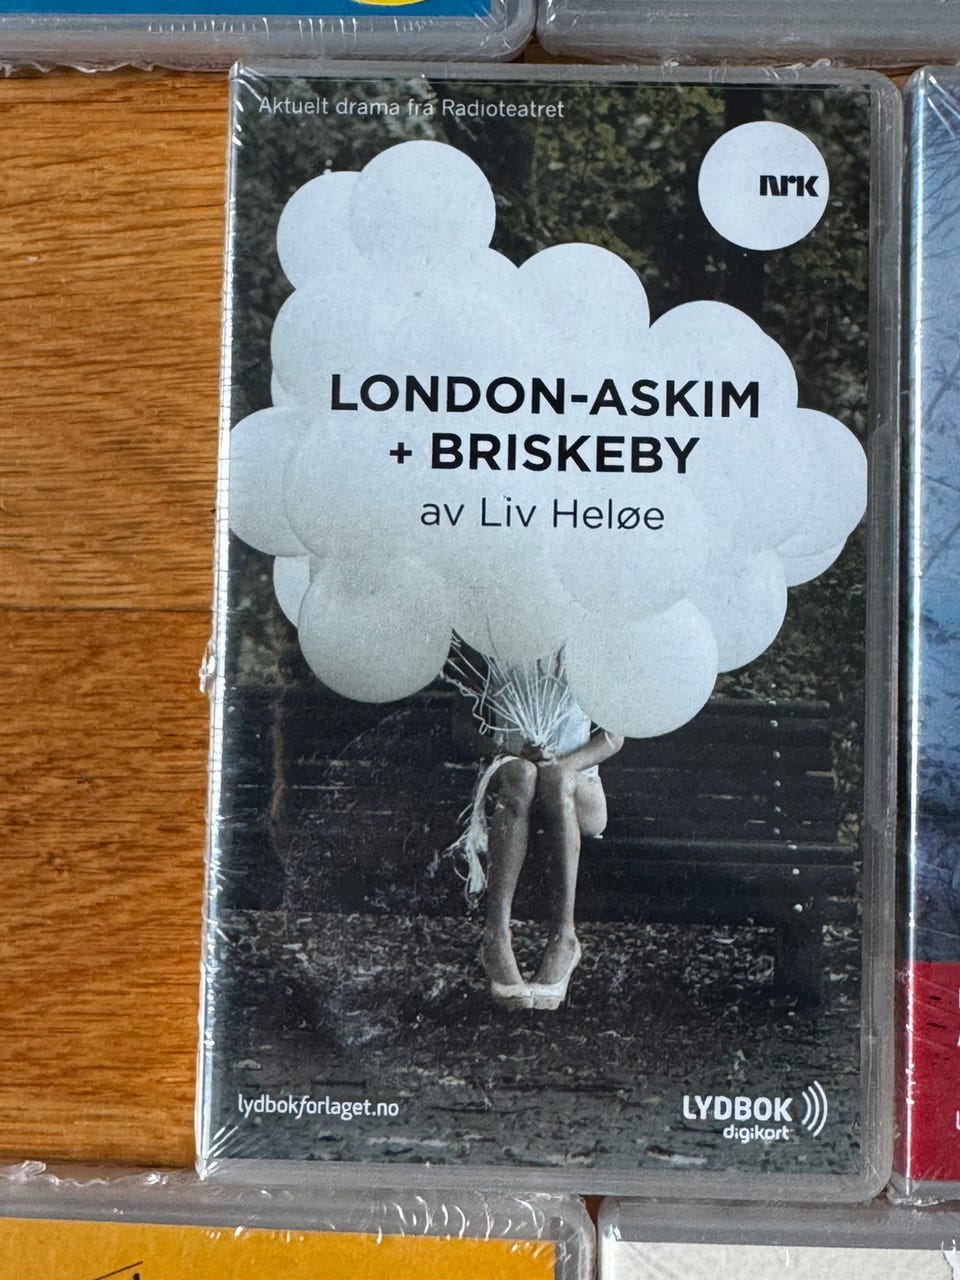 Aktuelt drama fra Radioteatret
nrk
LONDON-ASKIM
+ BRISKEBY
av Liv Heløe
lydbokforlaget.no
LYDBOK
digikort